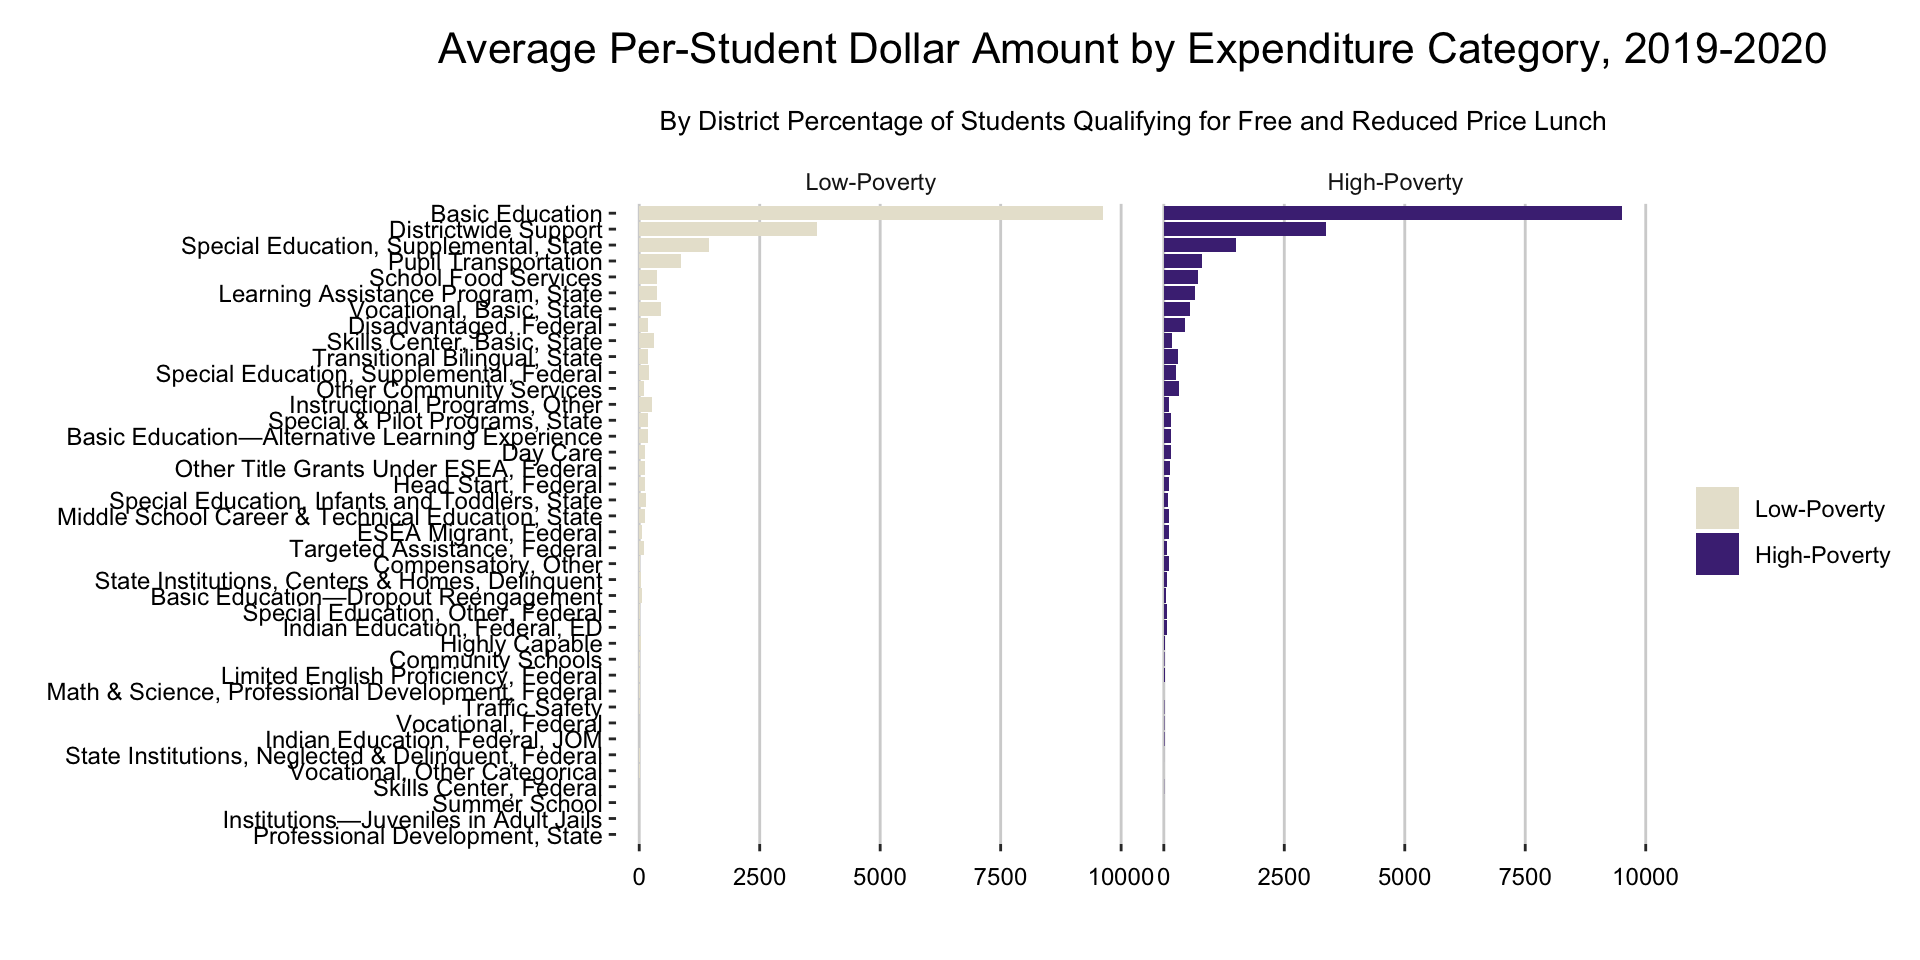 Average Per-Student Dollar Amount by Expenditure Category, 2019-2020
By District Percentage of Students Qualifying for Free and Reduced Price Lunch
Low-Poverty
High-Poverty
Basic Education
Districtwide Support
Special Education, Supplemental, State
Pupil Transportation
School Food Services
Learning Assistance Program, State
Vocational, Basic, State
Disadvantaged, Federal
Skills Center, Basic, State
Transitional Bilingual, State
Special Education, Supplemental, Federal
Other Community Services
Instructional Programs, Other
Special & Pilot Programs, State
Basic Education—Alternative Learning Experience
Day Care
Other Title Grants Under ESEA, Federal
Head Start, Federal
Special Education, Infants and Toddlers, State
Middle School Career & Technical Education, State
ESEA Migrant, Federal
Targeted Assistance, Federal
Compensatory, Other
State Institutions, Centers & Homes, Delinquent
Basic Education—Dropout Reengagement
Special Education, Other, Federal
Indian Education, Federal, ED
Highly Capable
Community Schools
Limited English Proficiency, Federal
Math & Science, Professional Development, Federal
Traffic Safety
Vocational, Federal
Indian Education, Federal, JOM
State Institutions, Neglected & Delinquent, Federal
Vocational, Other Categorical
Skills Center, Federal
Summer School
Institutions—Juveniles in Adult Jails
Professional Development, State
0 2500 5000 7500 10000
0 2500 5000 7500 10000
Low-Poverty
High-Poverty